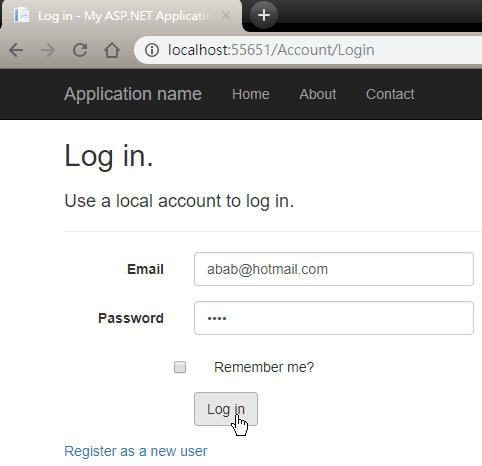 Log in - My ASP.NET Application
localhost:55651/Account/Login
Application name Home About Contact
Log in.
Use a local account to log in.
Email abab@hotmail.com
Password ••••
Remember me?
Log in
Register as a new user